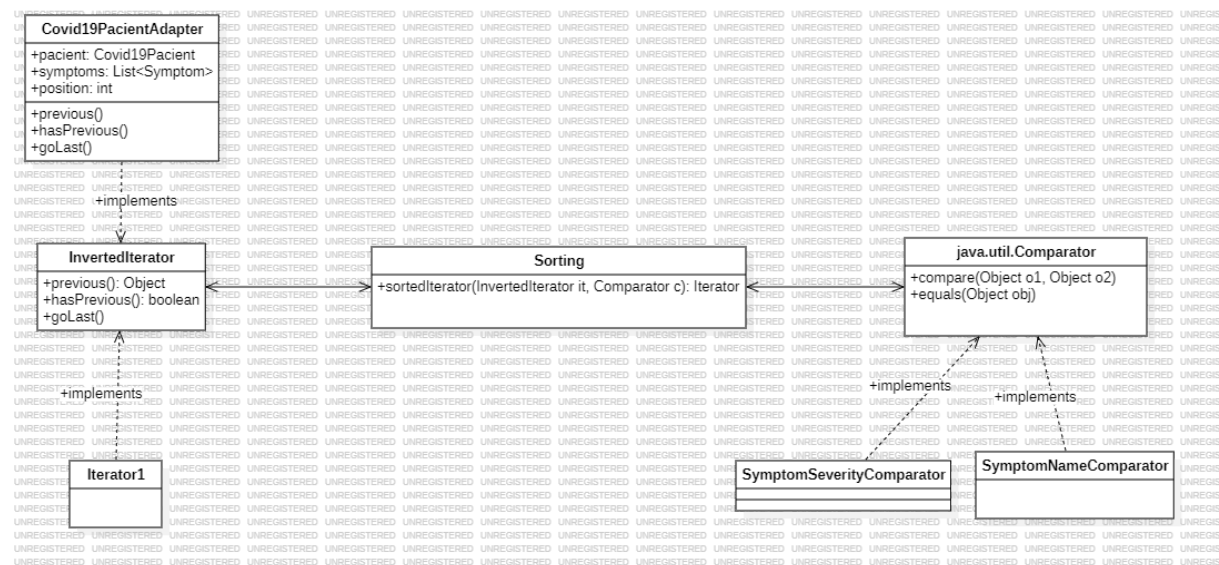 Covid19PacientAdapter
+pacient: Covid19Pacient
+symptoms: List<Symptom>
+position: int
+previous()
+hasPrevious()
+goLast()
+implements
InvertedIterator
+previous(): Object
+hasPrevious(): boolean
+goLast()
Sorting
+sortedIterator(InvertedIterator it, Comparator c): Iterator
java.util.Comparator
+compare(Object o1, Object o2)
+equals(Object obj)
+implements
+implements
+implements
Iterator1
SymptomSeverityComparator
SymptomNameComparator
UNREGISTERED